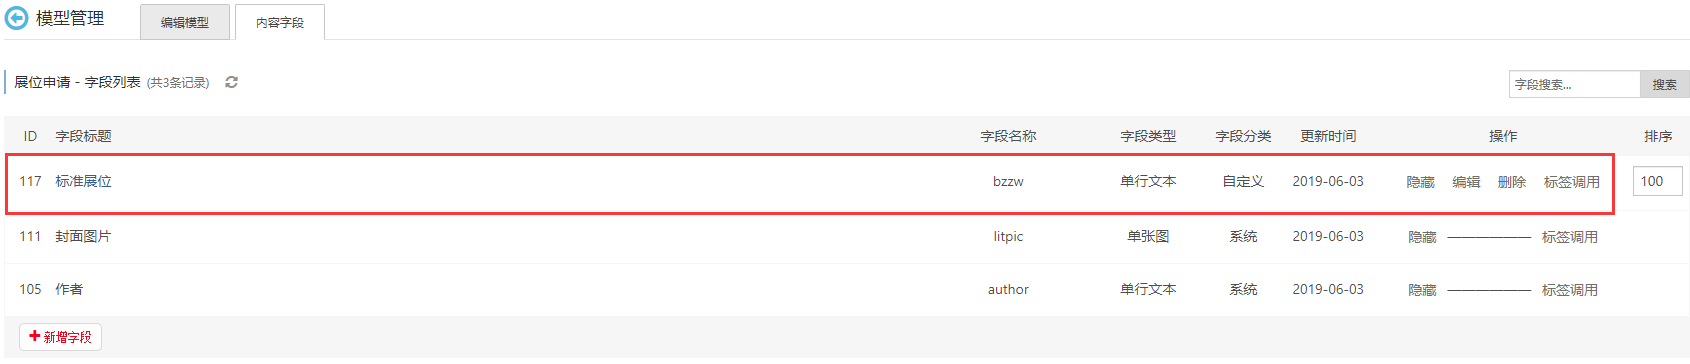 模型管理 编辑模型 内容字段
展位申请 - 字段列表 (共3条记录) 字段搜索... 搜索
ID 字段标题 字段名称 字段类型 字段分类 更新时间 操作 排序
117 标准展位 bzzw 单行文本 自定义 2019-06-03 隐藏 编辑 删除 标签调用 100
111 封面图片 litpic 单张图 系统 2019-06-03 隐藏 —————— 标签调用
105 作者 author 单行文本 系统 2019-06-03 隐藏 —————— 标签调用
新增字段